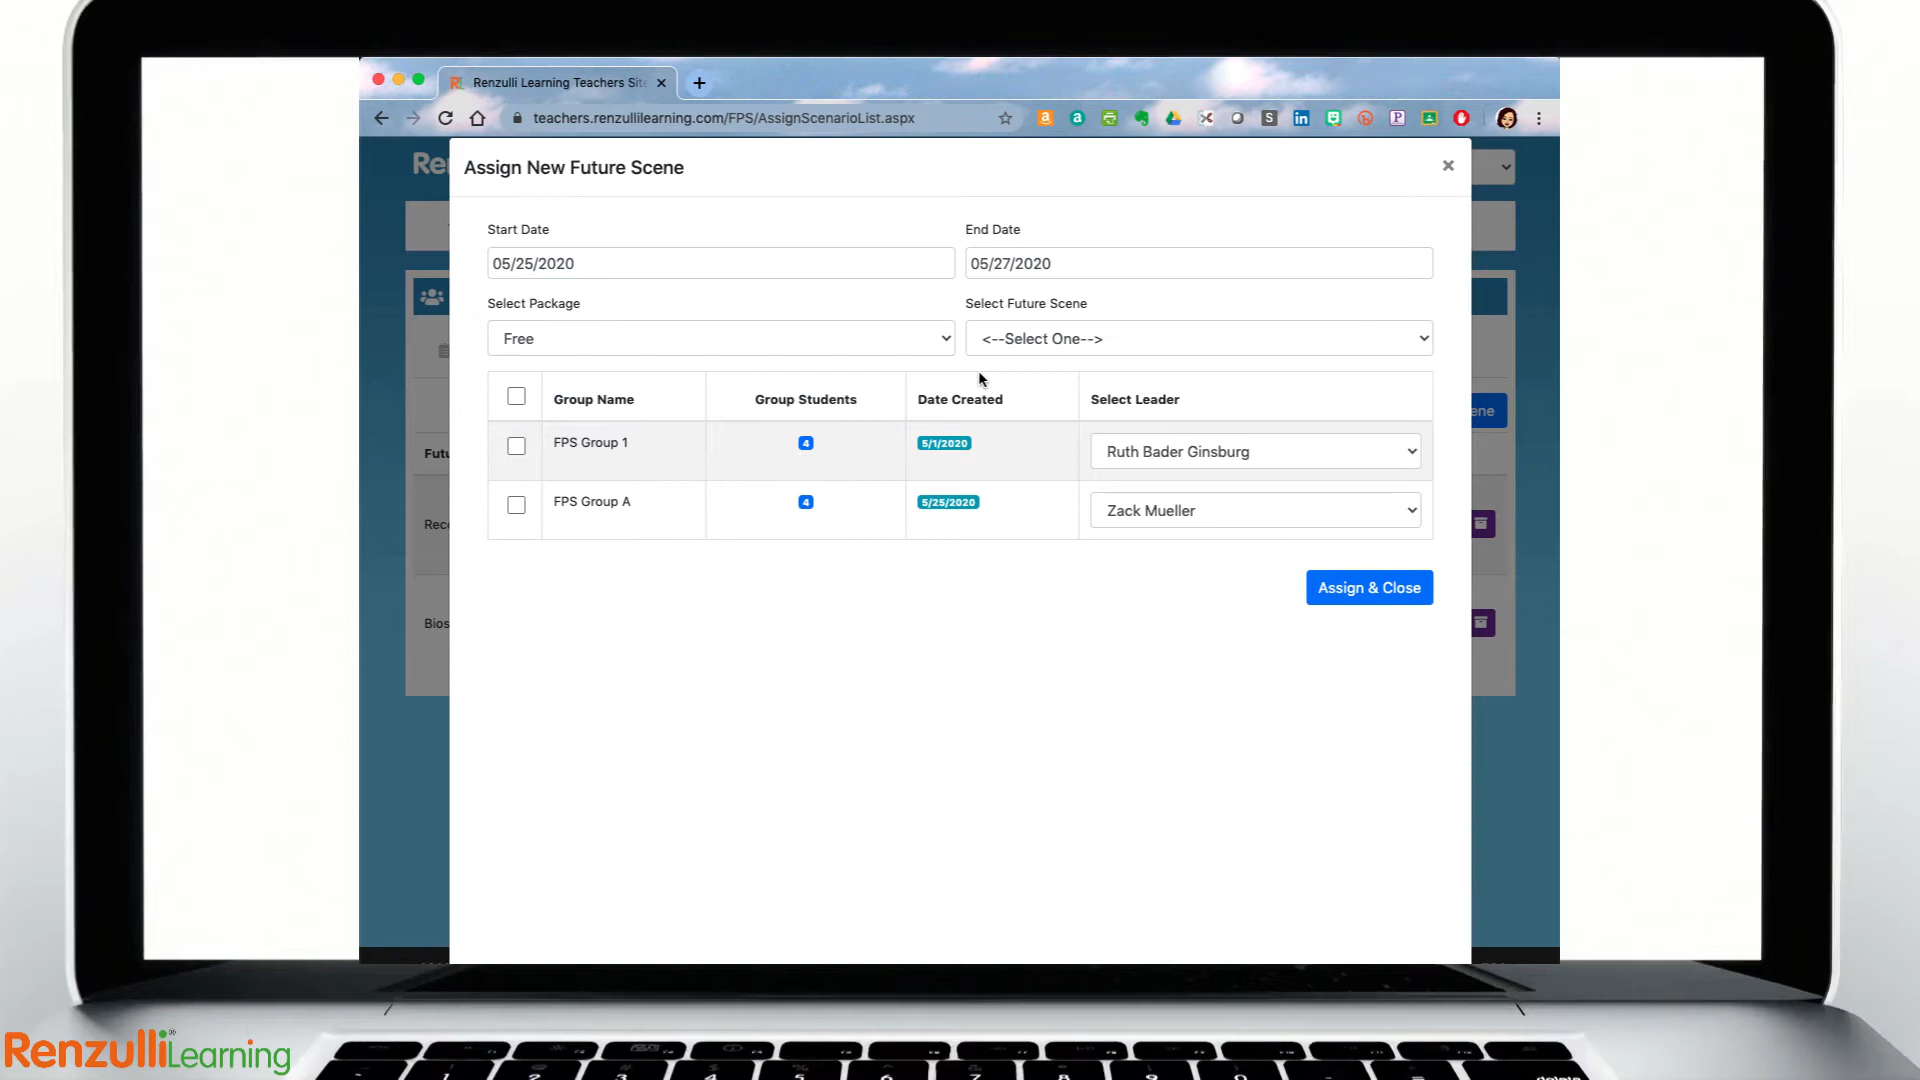 Renzulli Learning Teachers Site
teachers.renzullilearning.com/FPS/AssignScenarioList.aspx
Assign New Future Scene
Start Date
End Date
05/25/2020
05/27/2020
Select Package
Select Future Scene
Free
<--Select One-->
Group Name
Group Students
Date Created
Select Leader
FPS Group 1
4
5/1/2020
Ruth Bader Ginsburg
FPS Group A
4
5/25/2020
Zack Mueller
Assign & Close
Ren
ene
Futu
Reco
Bios
RenzulliLearning®